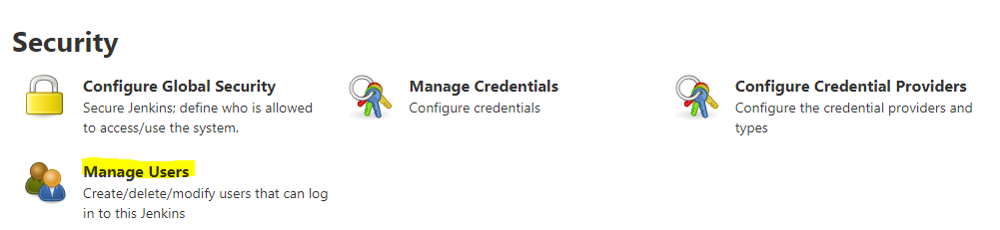 Security
Configure Global Security
Secure Jenkins; define who is allowed
to access/use the system.
Manage Credentials
Configure credentials
Configure Credential Providers
Configure the credential providers and
types
Manage Users
Create/delete/modify users that can log
in to this Jenkins